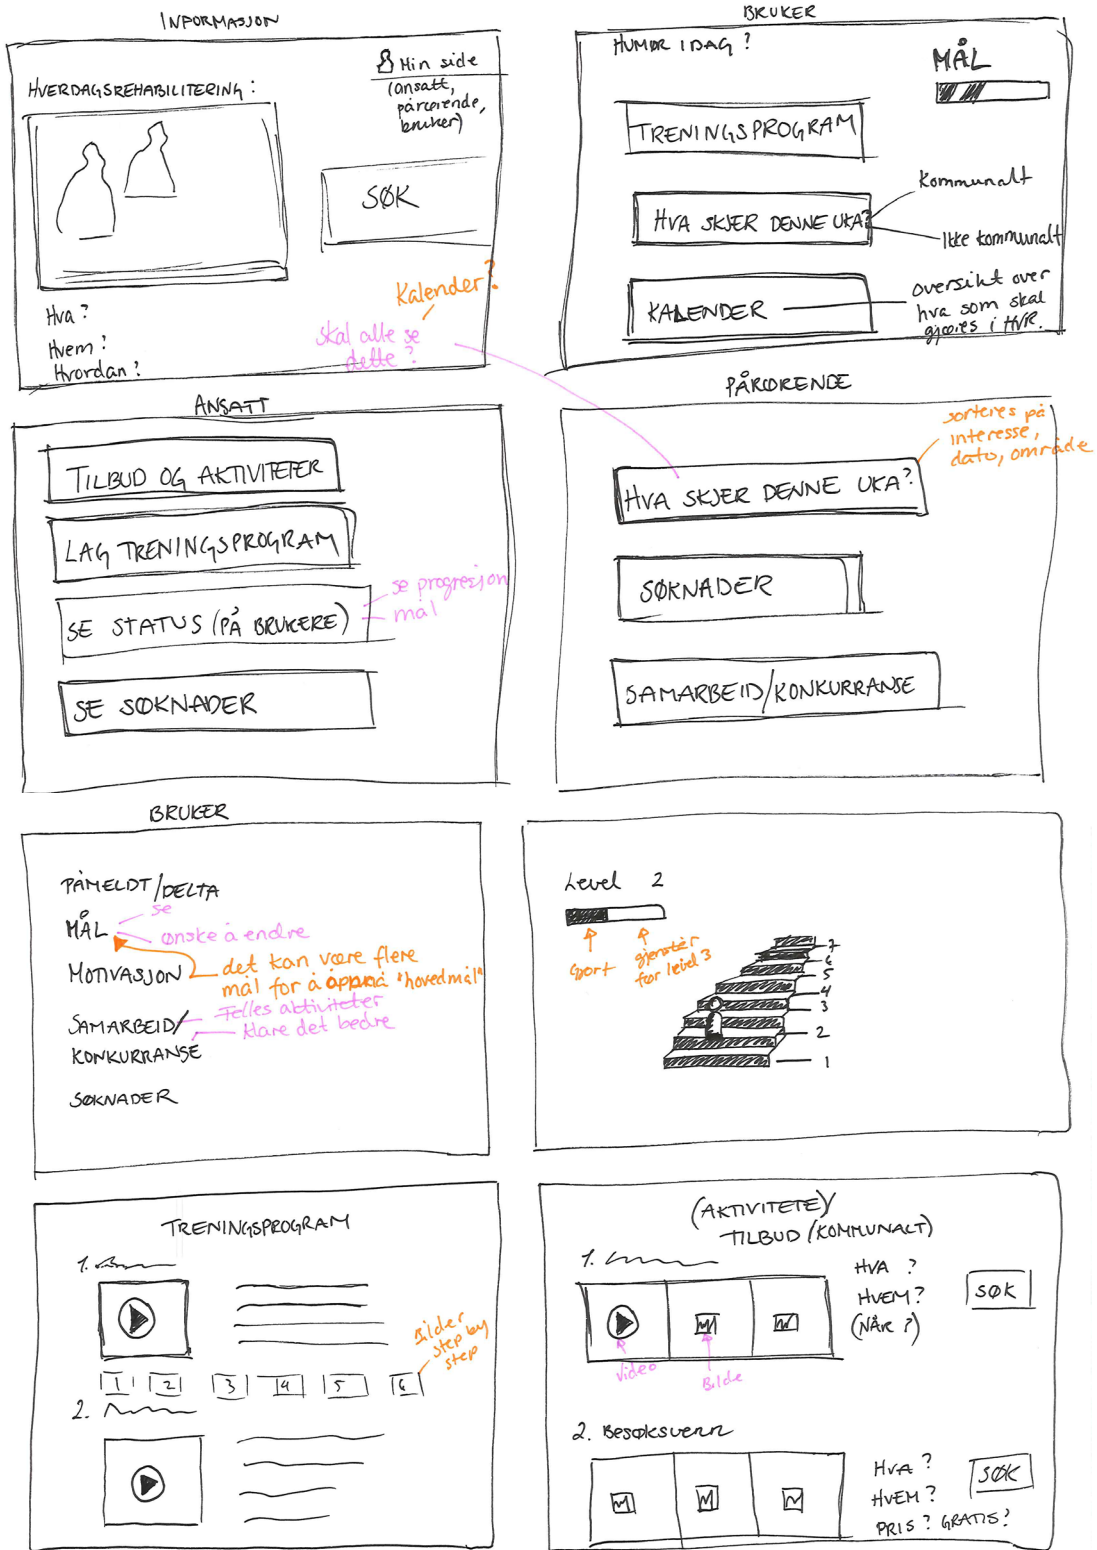 INFORMASJON
Min side
(ansatt,
pårørende,
bruker)
HVERDAGSREHABILITERING:
SØK
Kalender?
Hva?
Hvem?
Hvordan?
skal alle se
dette?
BRUKER
HUMØR I DAG?
MÅL
TRENINGSPROGRAM
Kommunalt
HVA SKJER DENNE UKA?
Ikke kommunalt
KALENDER
oversikt over
hva som skal
gjøres i HVR.
ANSATT
TILBUD OG AKTIVITETER
LAG TRENINGSPROGRAM
SE STATUS (PÅ BRUKERE)
se progresjon
mål
SE SØKNADER
PÅRØRENDE
sorteres på
interesse,
dato, område
HVA SKJER DENNE UKA?
SØKNADER
SAMARBEID/KONKURRANSE
BRUKER
PÅMELDT/DELTA
se
MÅL
ønske å endre
MOTIVASJON
det kan være flere
mål for å oppnå "hovedmål"
SAMARBEID/
KONKURRANSE
Felles aktiviteter
klare det bedre
SØKNADER
Level 2
gjort
gjenstår
for level 3
7
6
5
4
3
2
1
TRENINGSPROGRAM
1.
Bilder
step by
step
1 2 3 4 5 6
2.
(AKTIVITETE)/
TILBUD (KOMMUNALT)
1.
HVA?
HVEM?
(NÅR?)
SØK
Video
Bilde
2. Besøksvenn
HVA?
HVEM?
PRIS? GRATIS?
SØK